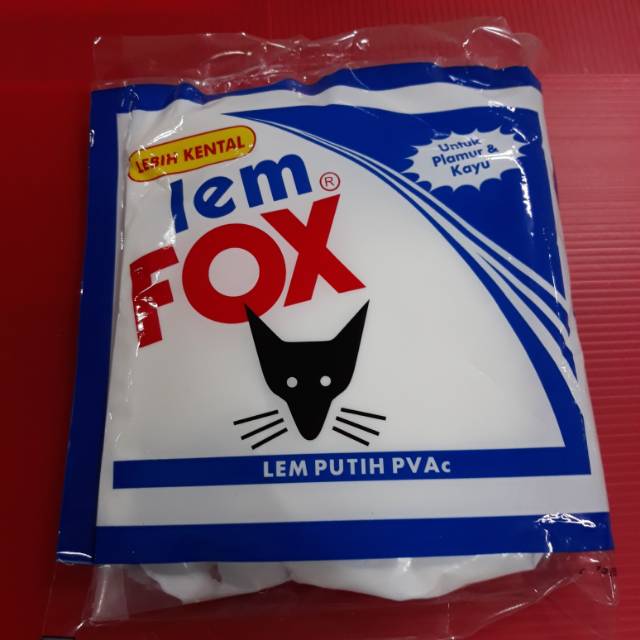 LEBIH KENTAL
lem®
FOX
Untuk
Plamur &
Kayu
LEM PUTIH PVAc